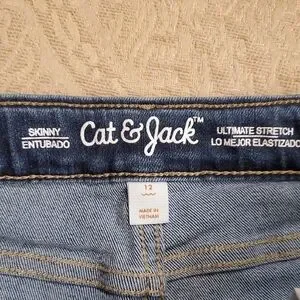 SKINNY
ENTUBADO
Cat & Jack™
ULTIMATE STRETCH
LO MEJOR ELASTIZADO
12
MADE IN
VIETNAM